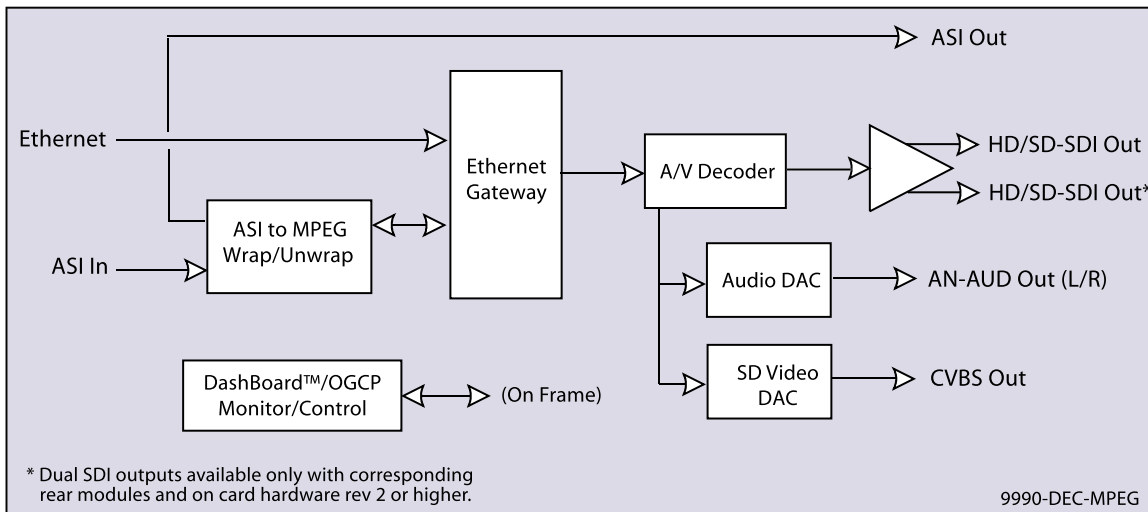 ASI Out
Ethernet
Ethernet
Gateway
A/V Decoder
HD/SD-SDI Out
HD/SD-SDI Out*
ASI to MPEG
Wrap/Unwrap
ASI In
Audio DAC
AN-AUD Out (L/R)
SD Video
DAC
CVBS Out
DashBoard™/OGCP
Monitor/Control
(On Frame)
* Dual SDI outputs available only with corresponding
rear modules and on card hardware rev 2 or higher.
9990-DEC-MPEG